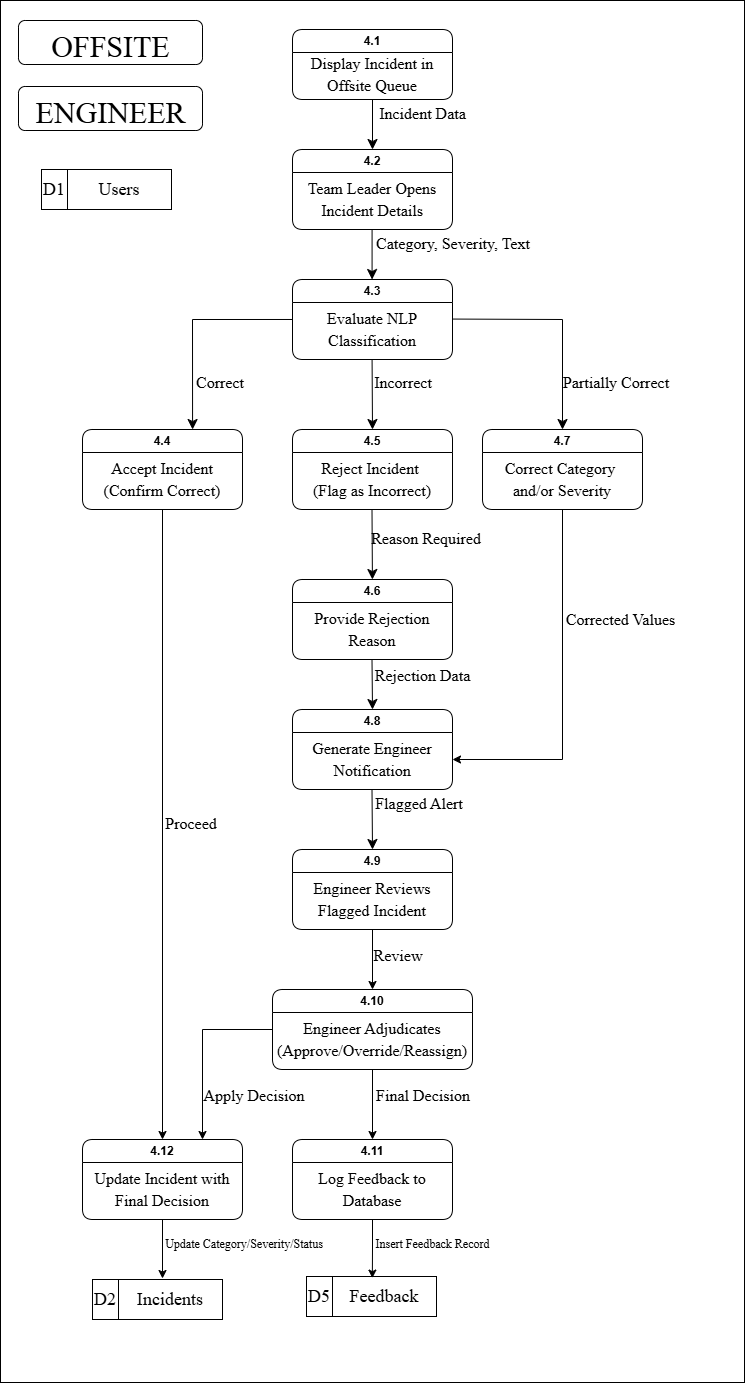 OFFSITE
ENGINEER
D1 Users
4.1
Display Incident in
Offsite Queue
Incident Data
4.2
Team Leader Opens
Incident Details
Category, Severity, Text
4.3
Evaluate NLP
Classification
Correct
Incorrect
Partially Correct
4.4
Accept Incident
(Confirm Correct)
4.5
Reject Incident
(Flag as Incorrect)
4.7
Correct Category
and/or Severity
Reason Required
4.6
Provide Rejection
Reason
Corrected Values
Rejection Data
4.8
Generate Engineer
Notification
Flagged Alert
Proceed
4.9
Engineer Reviews
Flagged Incident
Review
4.10
Engineer Adjudicates
(Approve/Override/Reassign)
Apply Decision
Final Decision
4.12
Update Incident with
Final Decision
4.11
Log Feedback to
Database
Update Category/Severity/Status
Insert Feedback Record
D2 Incidents
D5 Feedback